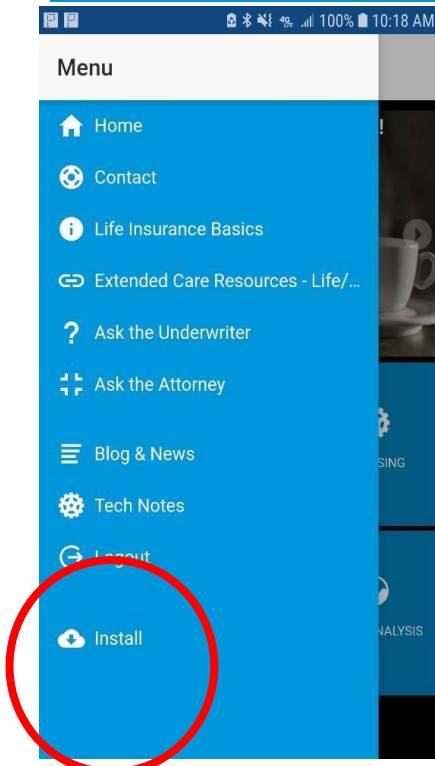 100% 10:18 AM
Menu
Home
Contact
Life Insurance Basics
Extended Care Resources - Life/...
Ask the Underwriter
Ask the Attorney
Blog & News
SING
Tech Notes
Logout
Install
NALYSIS